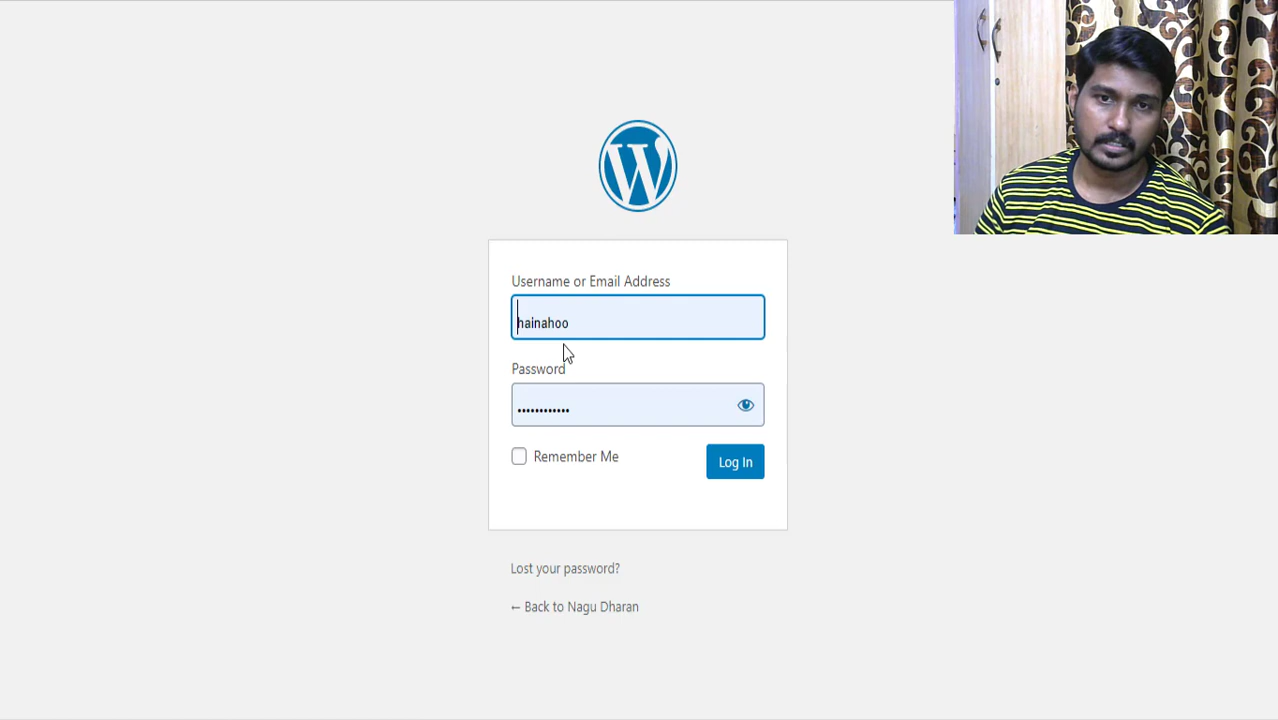 Username or Email Address
hainahoo
Password
••••••••••••
Remember Me
Log In
Lost your password?
← Back to Nagu Dharan